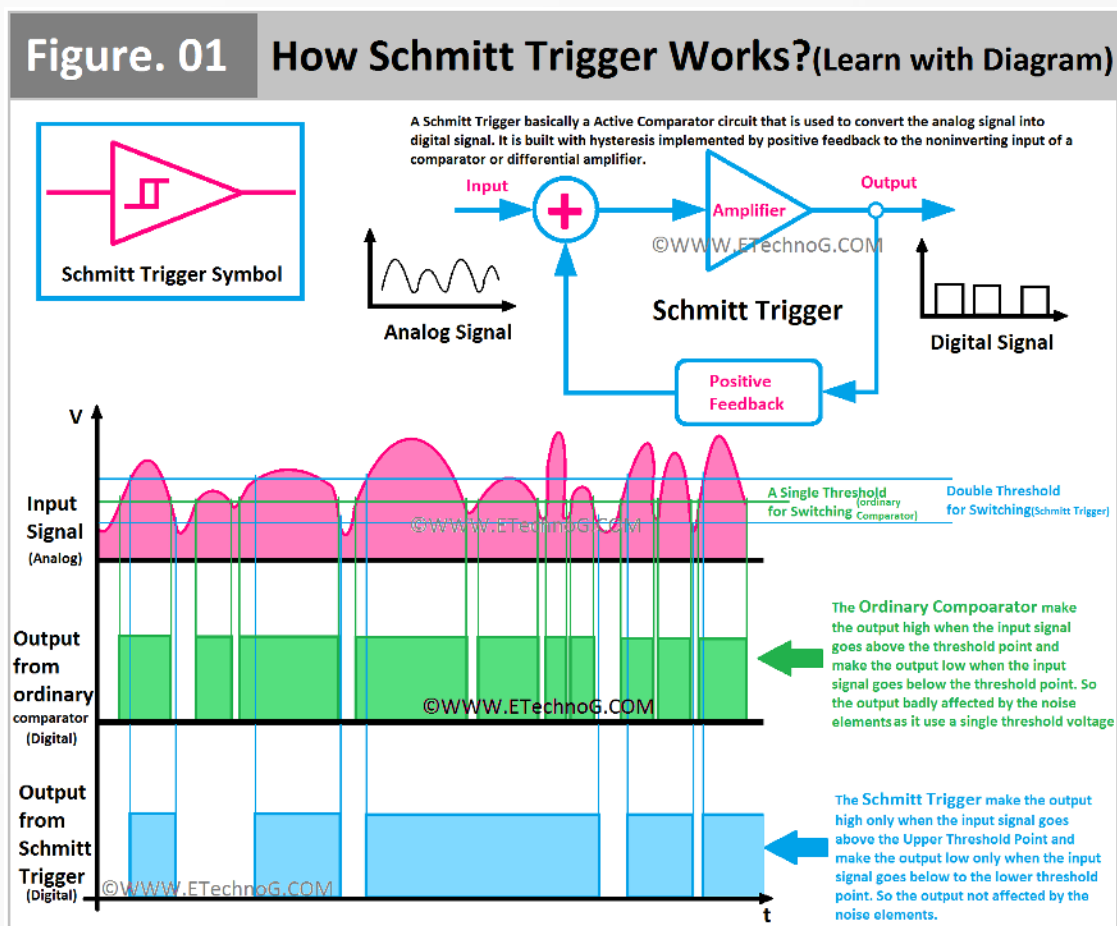 Figure. 01
How Schmitt Trigger Works?(Learn with Diagram)
A Schmitt Trigger basically a Active Comparator circuit that is used to convert the analog signal into
digital signal. It is built with hysteresis implemented by positive feedback to the noninverting input of a
comparator or differential amplifier.
Schmitt Trigger Symbol
Input
+
Amplifier
Output
©WWW.ETechnoG.COM
Analog Signal
Schmitt Trigger
Digital Signal
Positive
Feedback
V
Input
Signal
(Analog)
©WWW.ETechnoG.COM
A Single Threshold
for Switching (ordinary
Comparator)
Double Threshold
for Switching(Schmitt Trigger)
Output
from
ordinary
comparator
(Digital)
©WWW.ETechnoG.COM
The Ordinary Compoarator make
the output high when the input signal
goes above the threshold point and
make the output low when the input
signal goes below the threshold point. So
the output badly affected by the noise
elements as it use a single threshold voltage
Output
from
Schmitt
Trigger
(Digital)
©WWW.ETechnoG.COM
t
The Schmitt Trigger make the output
high only when the input signal goes
above the Upper Threshold Point and
make the output low only when the input
signal goes below to the lower threshold
point. So the output not affected by the
noise elements.